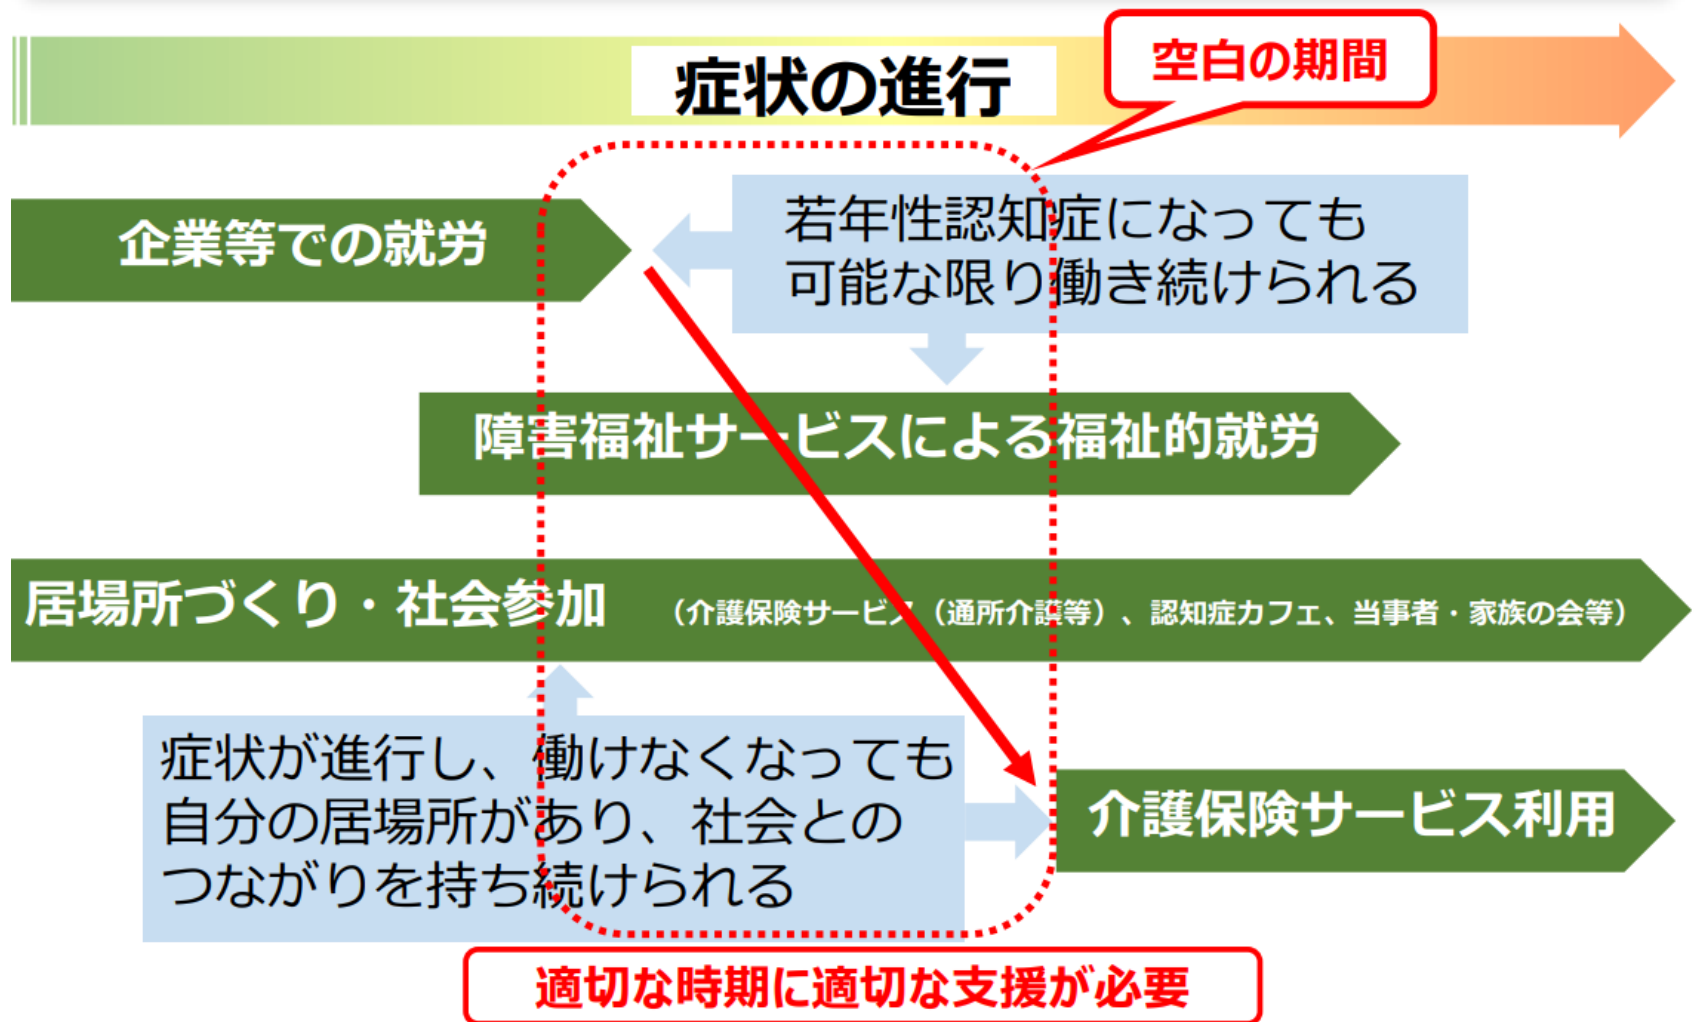 症状の進行
空白の期間
企業等での就労
若年性認知症になっても
可能な限り働き続けられる
障害福祉サービスによる福祉的就労
居場所づくり・社会参加 （介護保険サービス（通所介護等）、認知症カフェ、当事者・家族の会等）
症状が進行し、働けなくなっても
自分の居場所があり、社会との
つながりを持ち続けられる
介護保険サービス利用
適切な時期に適切な支援が必要